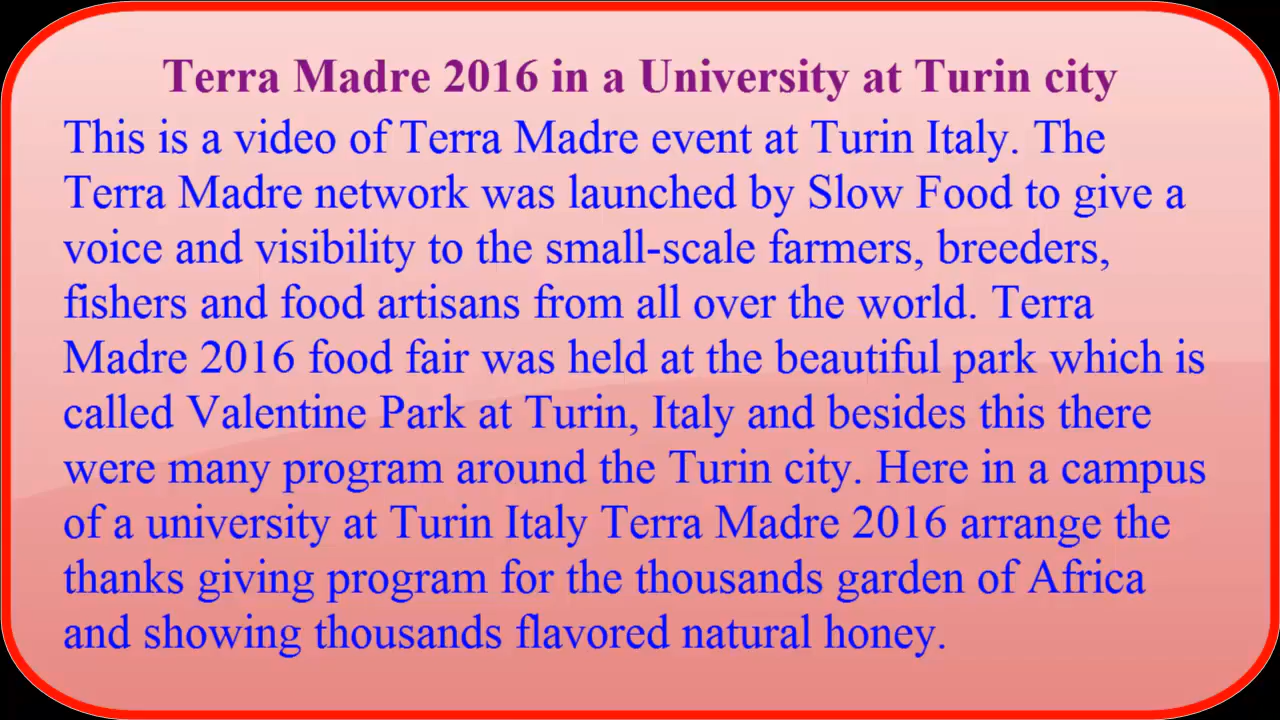 Terra Madre 2016 in a University at Turin city
This is a video of Terra Madre event at Turin Italy. The
Terra Madre network was launched by Slow Food to give a
voice and visibility to the small-scale farmers, breeders,
fishers and food artisans from all over the world. Terra
Madre 2016 food fair was held at the beautiful park which is
called Valentine Park at Turin, Italy and besides this there
were many program around the Turin city. Here in a campus
of a university at Turin Italy Terra Madre 2016 arrange the
thanks giving program for the thousands garden of Africa
and showing thousands flavored natural honey.